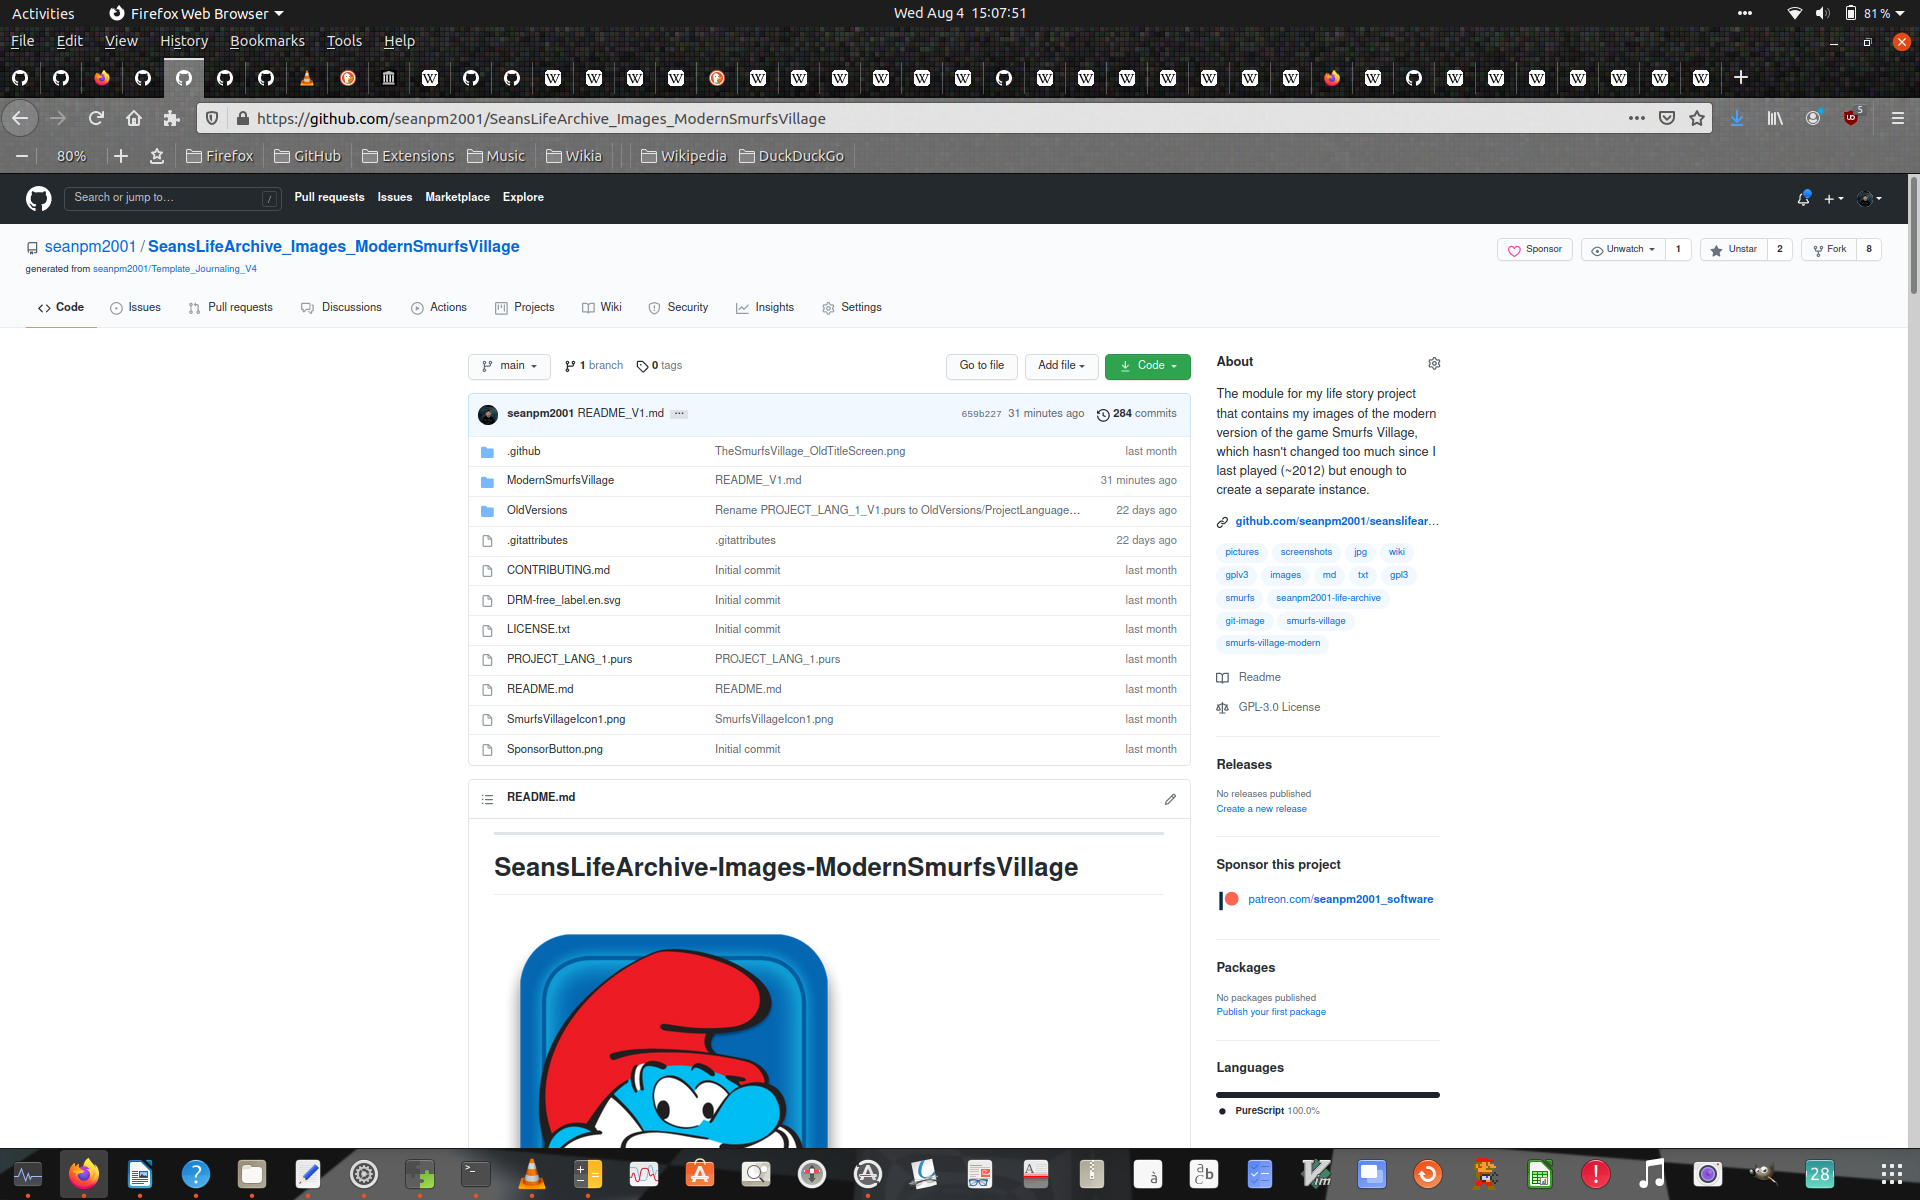 Activities Firefox Web Browser Wed Aug 4 15:07:51 81 %
File Edit View History Bookmarks Tools Help
https://github.com/seanpm2001/SeansLifeArchive_Images_ModernSmurfsVillage 5
80% Firefox GitHub Extensions Music Wikia Wikipedia DuckDuckGo
Search or jump to... / Pull requests Issues Marketplace Explore
seanpm2001 / SeansLifeArchive_Images_ModernSmurfsVillage Sponsor Unwatch 1 Unstar 2 Fork 8
generated from seanpm2001/Template_Journaling_V4
Code Issues Pull requests Discussions Actions Projects Wiki Security Insights Settings
main 1 branch 0 tags Go to file Add file Code
seanpm2001 README_V1.md ... 659b227 31 minutes ago 284 commits
.github TheSmurfsVillage_OldTitleScreen.png last month
ModernSmurfsVillage README_V1.md 31 minutes ago
OldVersions Rename PROJECT_LANG_1_V1.purs to OldVersions/ProjectLanguage... 22 days ago
.gitattributes .gitattributes 22 days ago
CONTRIBUTING.md Initial commit last month
DRM-free_label.en.svg Initial commit last month
LICENSE.txt Initial commit last month
PROJECT_LANG_1.purs PROJECT_LANG_1.purs last month
README.md README.md last month
SmurfsVillageIcon1.png SmurfsVillageIcon1.png last month
SponsorButton.png Initial commit last month
README.md
SeansLifeArchive-Images-ModernSmurfsVillage
About
The module for my life story project
that contains my images of the modern
version of the game Smurfs Village,
which hasn't changed too much since I
last played (~2012) but enough to
create a separate instance.
github.com/seanpm2001/seanslifear...
pictures screenshots jpg wiki
gplv3 images md txt gpl3
smurfs seanpm2001-life-archive
git-image smurfs-village
smurfs-village-modern
Readme
GPL-3.0 License
Releases
No releases published
Create a new release
Sponsor this project
patreon.com/seanpm2001_software
Packages
No packages published
Publish your first package
Languages
PureScript 100.0%
28